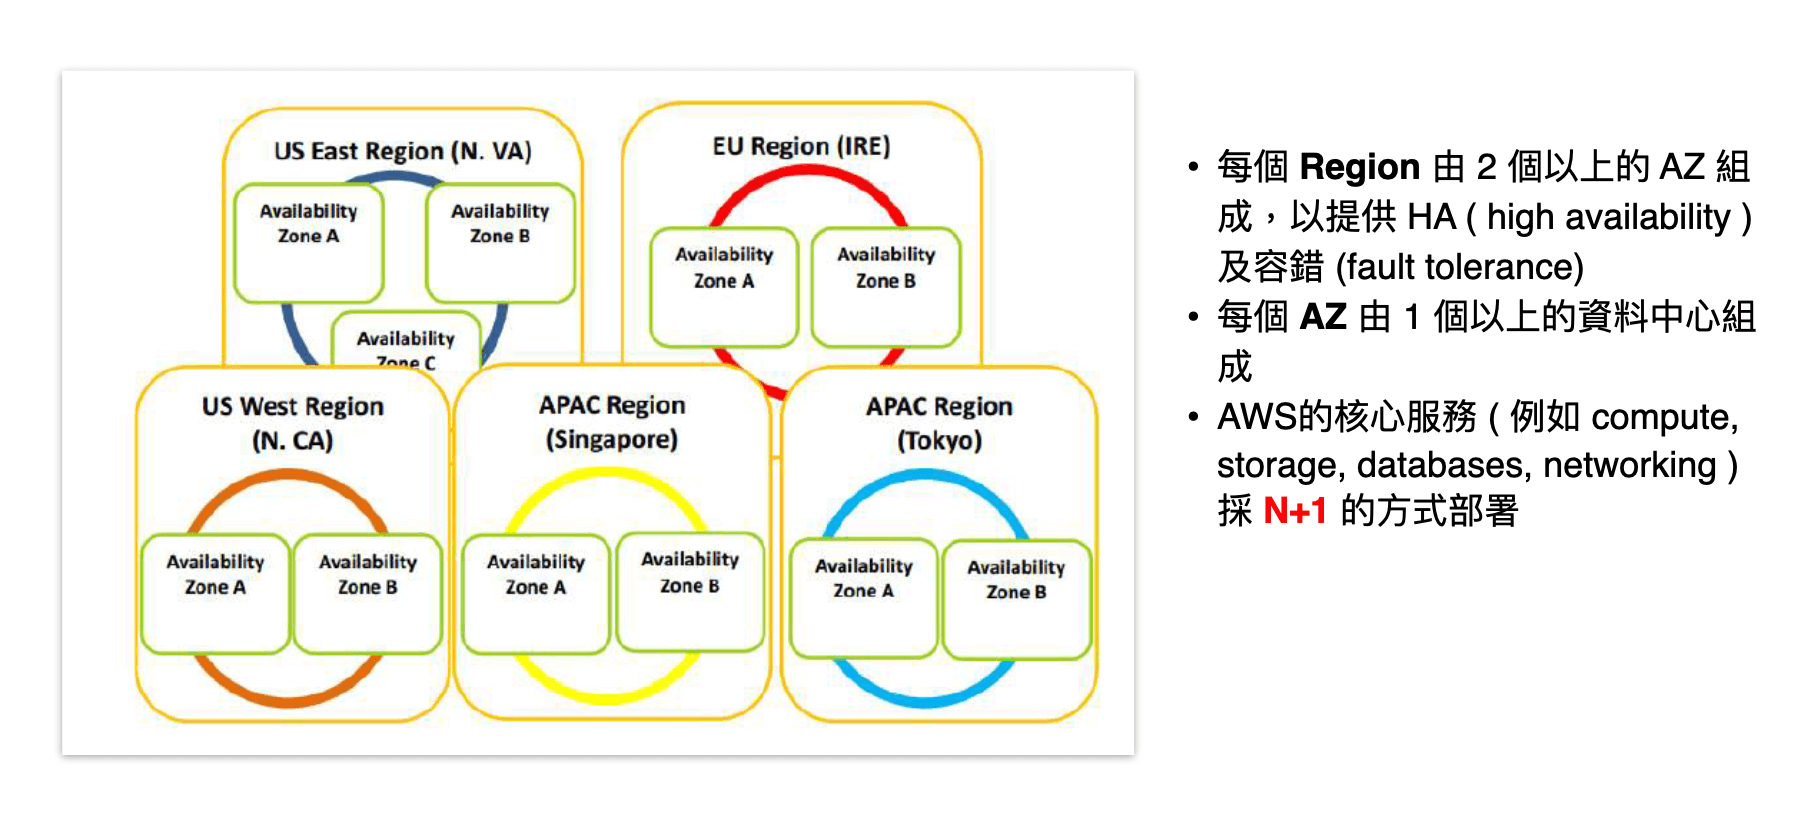 US East Region (N. VA)
Availability
Zone A
Availability
Zone B
Availability
Zone C
EU Region (IRE)
Availability
Zone A
Availability
Zone B
US West Region
(N. CA)
Availability
Zone A
Availability
Zone B
APAC Region
(Singapore)
Availability
Zone A
Availability
Zone B
APAC Region
(Tokyo)
Availability
Zone A
Availability
Zone B
• 每個 Region 由 2 個以上的 AZ 組
成，以提供 HA ( high availability )
及容錯 (fault tolerance)
• 每個 AZ 由 1 個以上的資料中心組
成
• AWS的核心服務 ( 例如 compute,
storage, databases, networking )
採 N+1 的方式部署